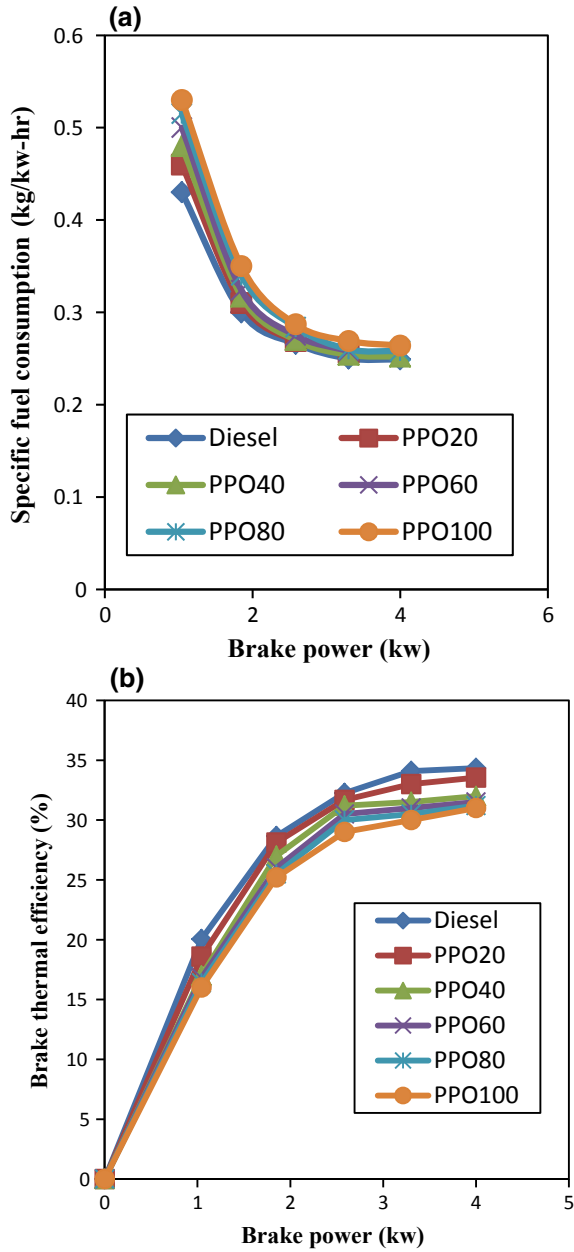 (a)
Specific fuel consumption (kg/kw-hr)
0.6
0.5
0.4
0.3
0.2
0.1
0
Diesel
PPO20
PPO40
PPO60
PPO80
PPO100
0
2
4
6
Brake power (kw)
(b)
Brake thermal efficiency (%)
40
35
30
25
20
15
10
5
0
Diesel
PPO20
PPO40
PPO60
PPO80
PPO100
0
1
2
3
4
5
Brake power (kw)